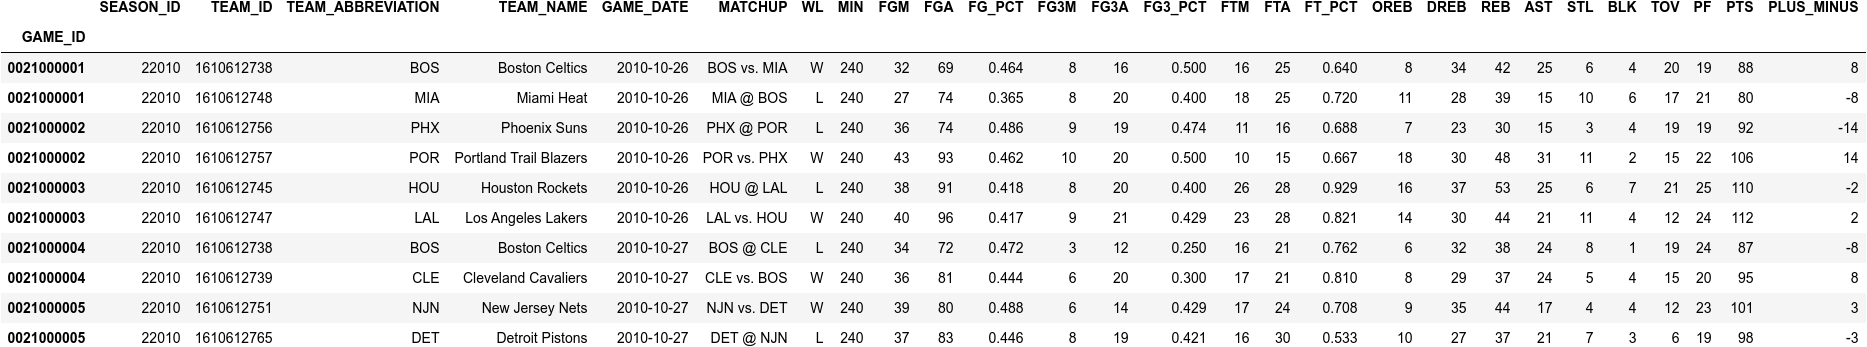 SEASON_ID TEAM_ID TEAM_ABBREVIATION TEAM_NAME GAME_DATE MATCHUP WL MIN FGM FGA FG_PCT FG3M FG3A FG3_PCT FTM FTA FT_PCT OREB DREB REB AST STL BLK TOV PF PTS PLUS_MINUS
GAME_ID
0021000001 22010 1610612738 BOS Boston Celtics 2010-10-26 BOS vs. MIA W 240 32 69 0.464 8 16 0.500 16 25 0.640 8 34 42 25 6 4 20 19 88 8
0021000001 22010 1610612748 MIA Miami Heat 2010-10-26 MIA @ BOS L 240 27 74 0.365 8 20 0.400 18 25 0.720 11 28 39 15 10 6 17 21 80 -8
0021000002 22010 1610612756 PHX Phoenix Suns 2010-10-26 PHX @ POR L 240 36 74 0.486 9 19 0.474 11 16 0.688 7 23 30 15 3 4 19 19 92 -14
0021000002 22010 1610612757 POR Portland Trail Blazers 2010-10-26 POR vs. PHX W 240 43 93 0.462 10 20 0.500 10 15 0.667 18 30 48 31 11 2 15 22 106 14
0021000003 22010 1610612745 HOU Houston Rockets 2010-10-26 HOU @ LAL L 240 38 91 0.418 8 20 0.400 26 28 0.929 16 37 53 25 6 7 21 25 110 -2
0021000003 22010 1610612747 LAL Los Angeles Lakers 2010-10-26 LAL vs. HOU W 240 40 96 0.417 9 21 0.429 23 28 0.821 14 30 44 21 11 4 12 24 112 2
0021000004 22010 1610612738 BOS Boston Celtics 2010-10-27 BOS @ CLE L 240 34 72 0.472 3 12 0.250 16 21 0.762 6 32 38 24 8 1 19 24 87 -8
0021000004 22010 1610612739 CLE Cleveland Cavaliers 2010-10-27 CLE vs. BOS W 240 36 81 0.444 6 20 0.300 17 21 0.810 8 29 37 24 5 4 15 20 95 8
0021000005 22010 1610612751 NJN New Jersey Nets 2010-10-27 NJN vs. DET W 240 39 80 0.488 6 14 0.429 17 24 0.708 9 35 44 17 4 4 12 23 101 3
0021000005 22010 1610612765 DET Detroit Pistons 2010-10-27 DET @ NJN L 240 37 83 0.446 8 19 0.421 16 30 0.533 10 27 37 21 7 3 6 19 98 -3